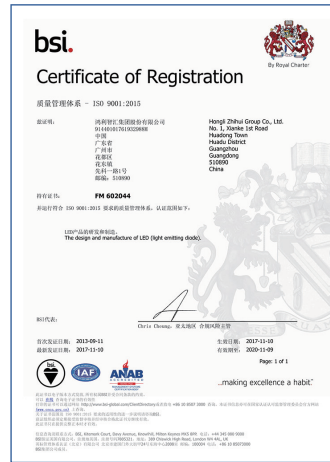 bsi.
By Royal Charter
Certificate of Registration
质量管理体系 - ISO 9001:2015
兹证明:
鸿利智汇集团股份有限公司
91440101761932988H
中国
广东省
广州市
花都区
花东镇
先科一路1号
邮编: 510890
Hongli Zhihui Group Co., Ltd.
No. 1, Xianke 1st Road
Huadong Town
Huadu District
Guangzhou
Guangdong
510890
China
持有证书:
FM 602044
并运行符合 ISO 9001:2015 要求的质量管理体系,认证范围如下:
LED产品的研发和制造。
The design and manufacture of LED (light emitting diode).
BSI代表:
Chris Cheung, 亚太地区 合规风险主管
首次发证日期: 2013-09-11
生效日期: 2017-11-10
最新发证日期: 2017-11-10
有效期至: 2020-11-09
Page: 1 of 1
bsi.
IAF
ANAB
ACCREDITED
...making excellence a habit.™